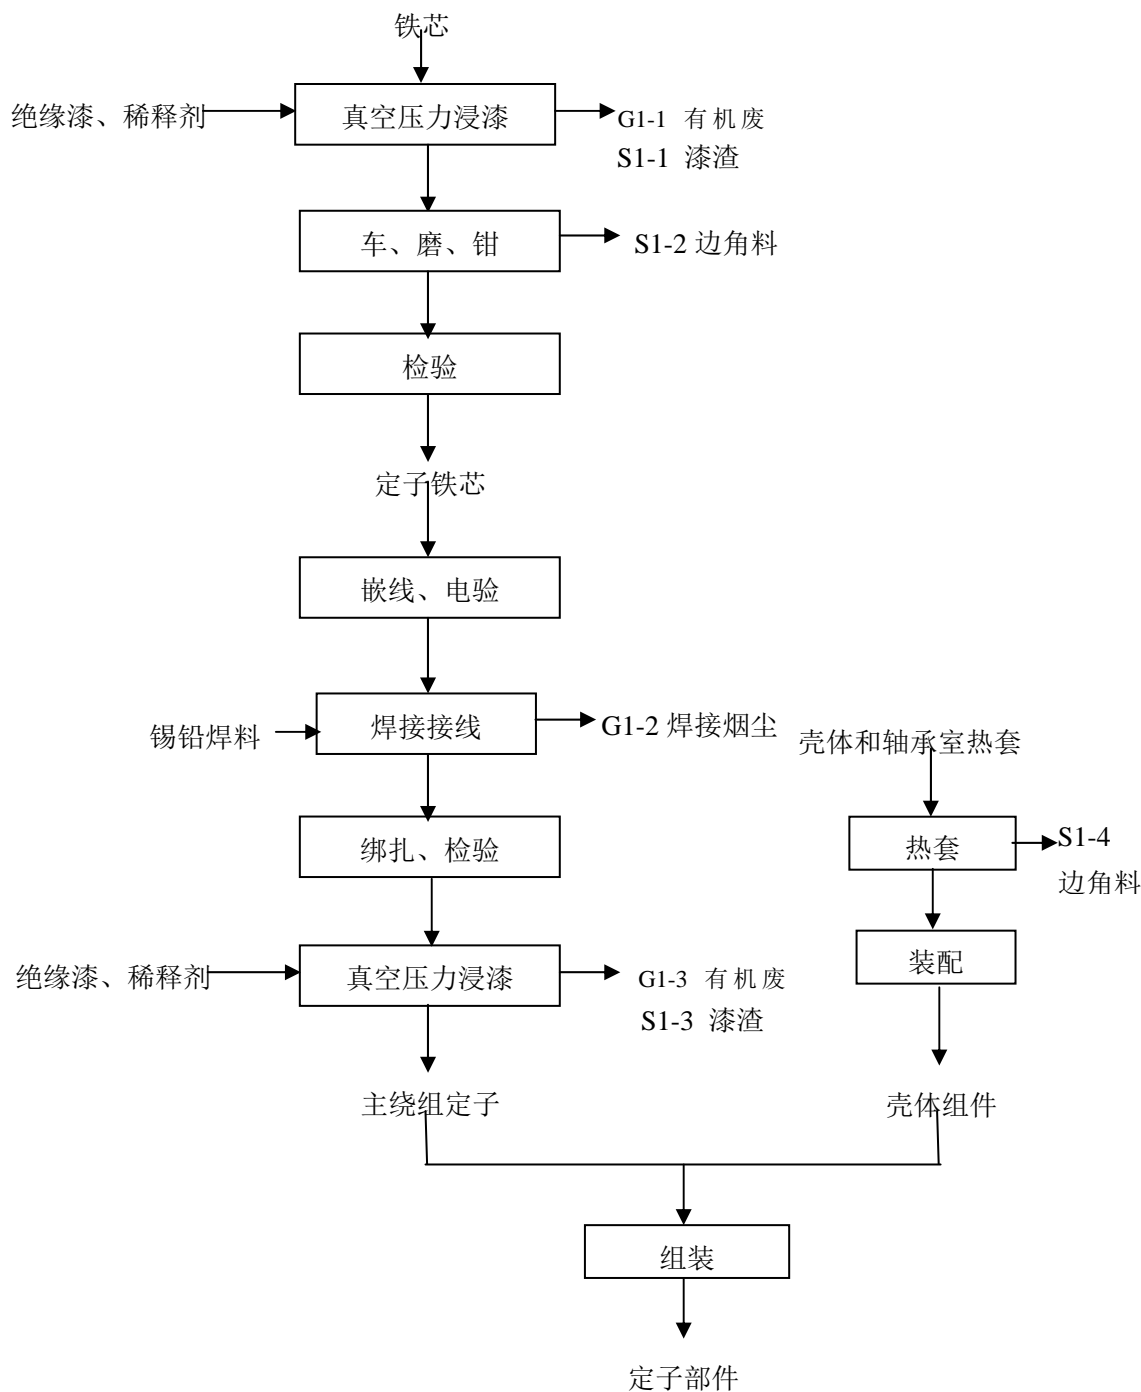 铁芯
绝缘漆、稀释剂
真空压力浸漆
G1-1 有机废
S1-1 漆渣
车、磨、钳
S1-2 边角料
检验
定子铁芯
嵌线、电验
锡铅焊料
焊接接线
G1-2 焊接烟尘
壳体和轴承室热套
绑扎、检验
热套
S1-4
边角料
装配
绝缘漆、稀释剂
真空压力浸漆
G1-3 有机废
S1-3 漆渣
主绕组定子
壳体组件
组装
定子部件